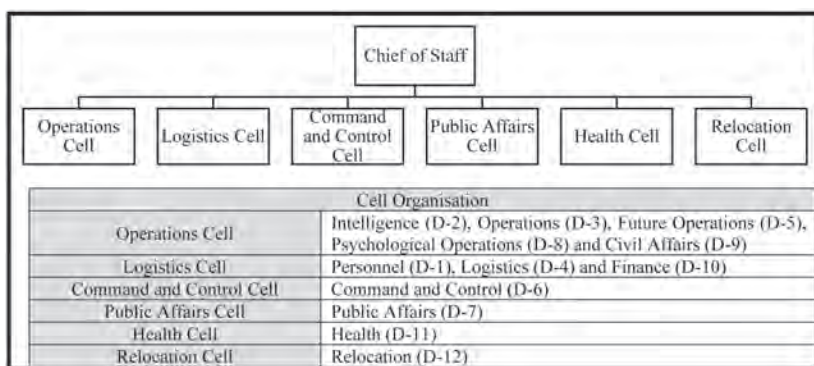 Chief of Staff
Operations
Cell
Logistics Cell
Command
and Control
Cell
Public Affairs
Cell
Health Cell
Relocation
Cell
Cell Organisation
Operations Cell
Intelligence (D-2), Operations (D-3), Future Operations (D-5),
Psychological Operations (D-8) and Civil Affairs (D-9)
Logistics Cell
Personnel (D-1), Logistics (D-4) and Finance (D-10)
Command and Control Cell
Command and Control (D-6)
Public Affairs Cell
Public Affairs (D-7)
Health Cell
Health (D-11)
Relocation Cell
Relocation (D-12)